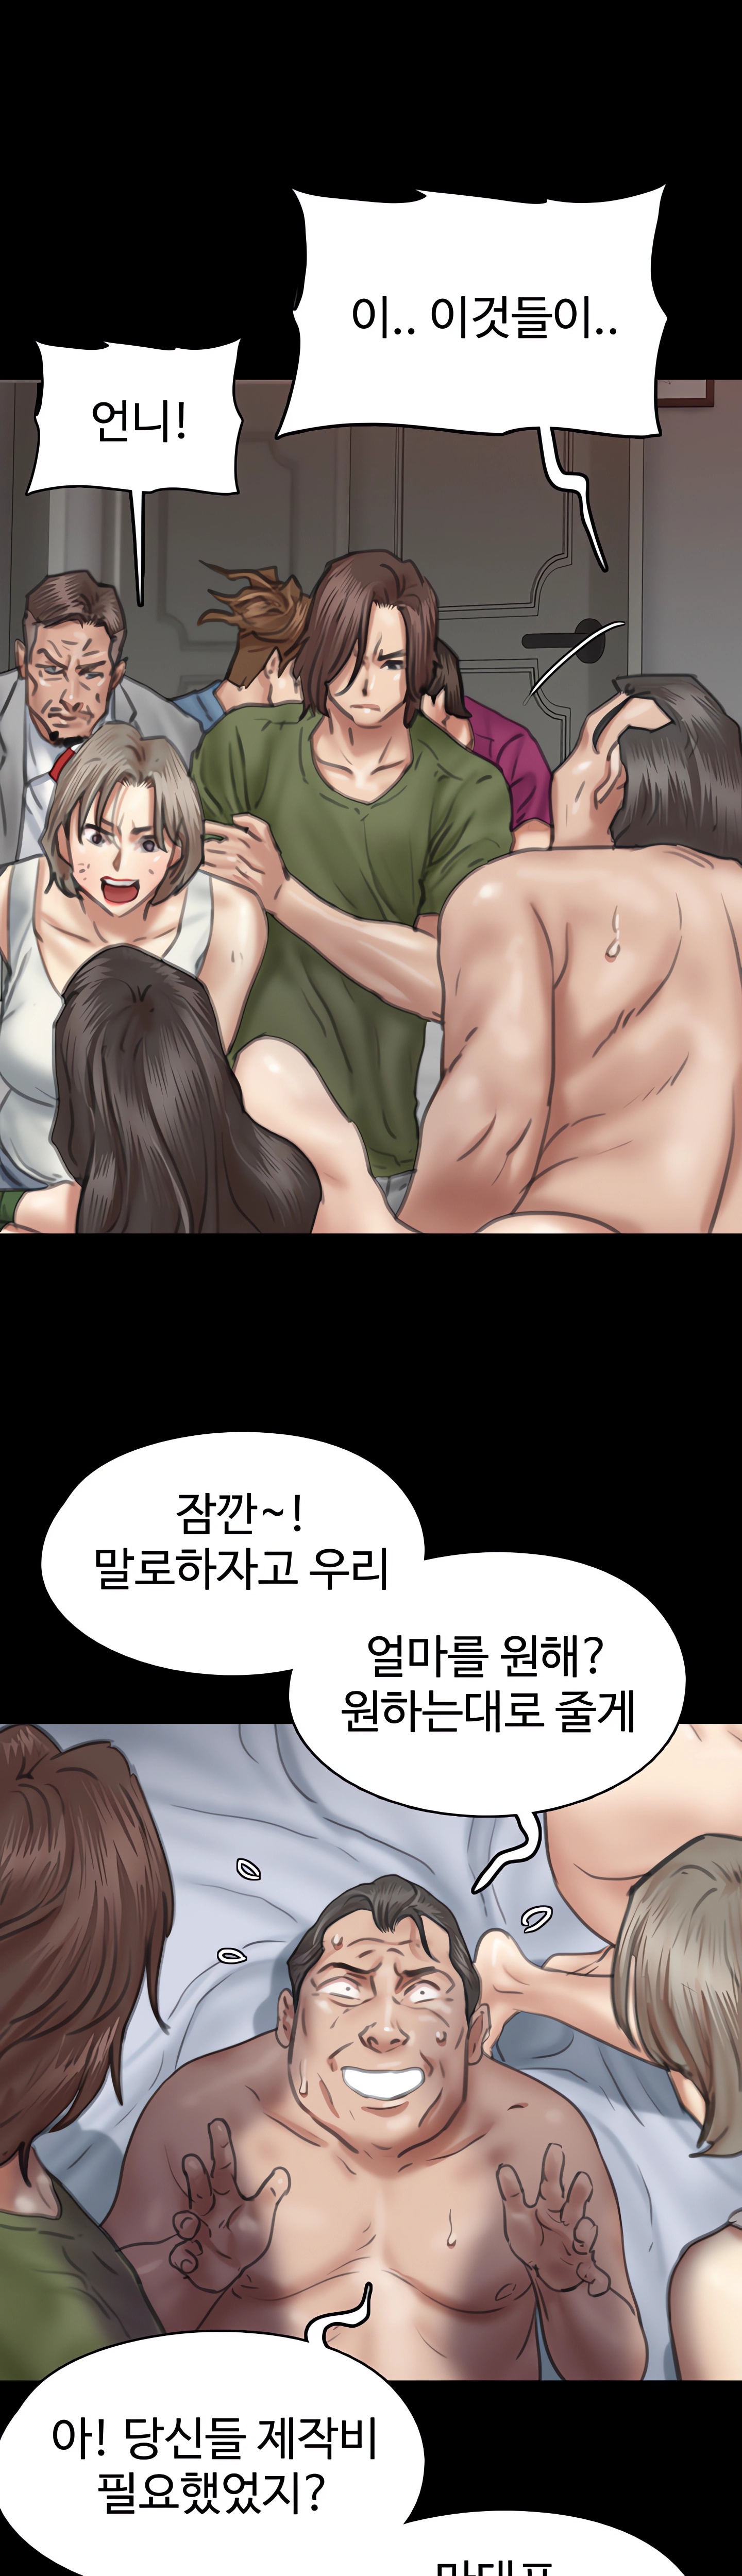 이.. 이것들이..
언니!
잠깐~!
말로하자고 우리
얼마를 원해?
원하는대로 줄게
아! 당신들 제작비
필요했었지?